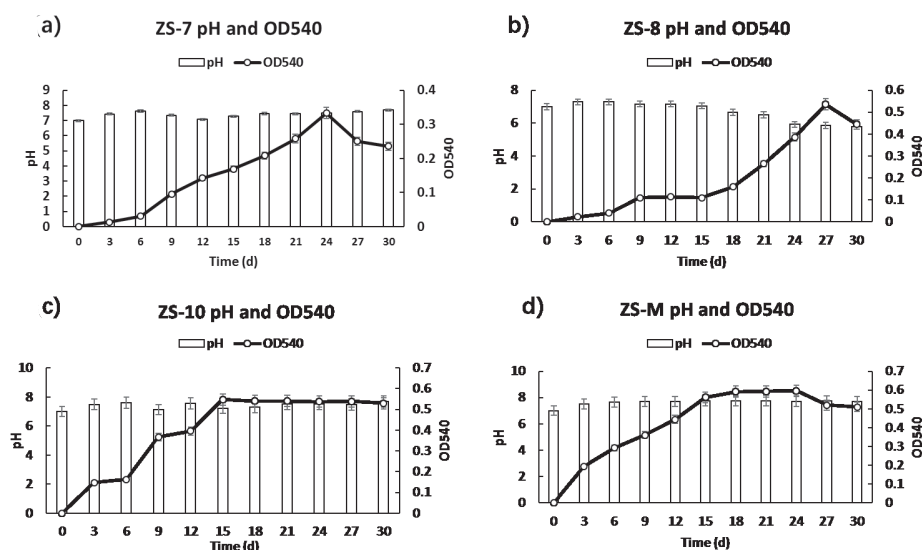 a)
ZS-7 pH and OD540
pH OD540
9
8
7
6
5
4
3
2
1
0
pH
0.4
0.3
0.2
0.1
0
OD540
0 3 6 9 12 15 18 21 24 27 30
Time (d)
b)
ZS-8 pH and OD540
pH OD540
8
6
4
2
0
pH
0.6
0.5
0.4
0.3
0.2
0.1
0
OD540
0 3 6 9 12 15 18 21 24 27 30
Time (d)
c)
ZS-10 pH and OD540
pH OD540
10
8
6
4
2
0
pH
0.7
0.6
0.5
0.4
0.3
0.2
0.1
0
OD540
0 3 6 9 12 15 18 21 24 27 30
Time (d)
d)
ZS-M pH and OD540
pH OD540
10
8
6
4
2
0
pH
0.7
0.6
0.5
0.4
0.3
0.2
0.1
0
OD540
0 3 6 9 12 15 18 21 24 27 30
Time (d)